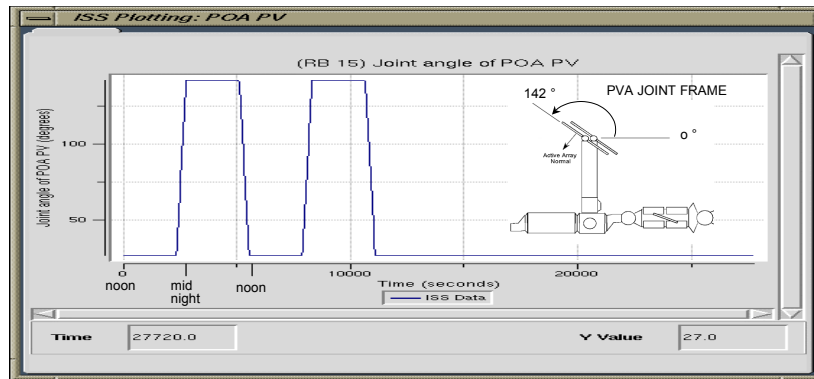 ISS Plotting: POA PV
(RB 15) Joint angle of POA PV
142 °
PVA JOINT FRAME
0 °
Active Array
Normal
Joint angle of POA PV (degrees)
100
50
0
10000
20000
noon
mid
night
noon
Time (seconds)
ISS Data
Time
27720.0
Y Value
27.0